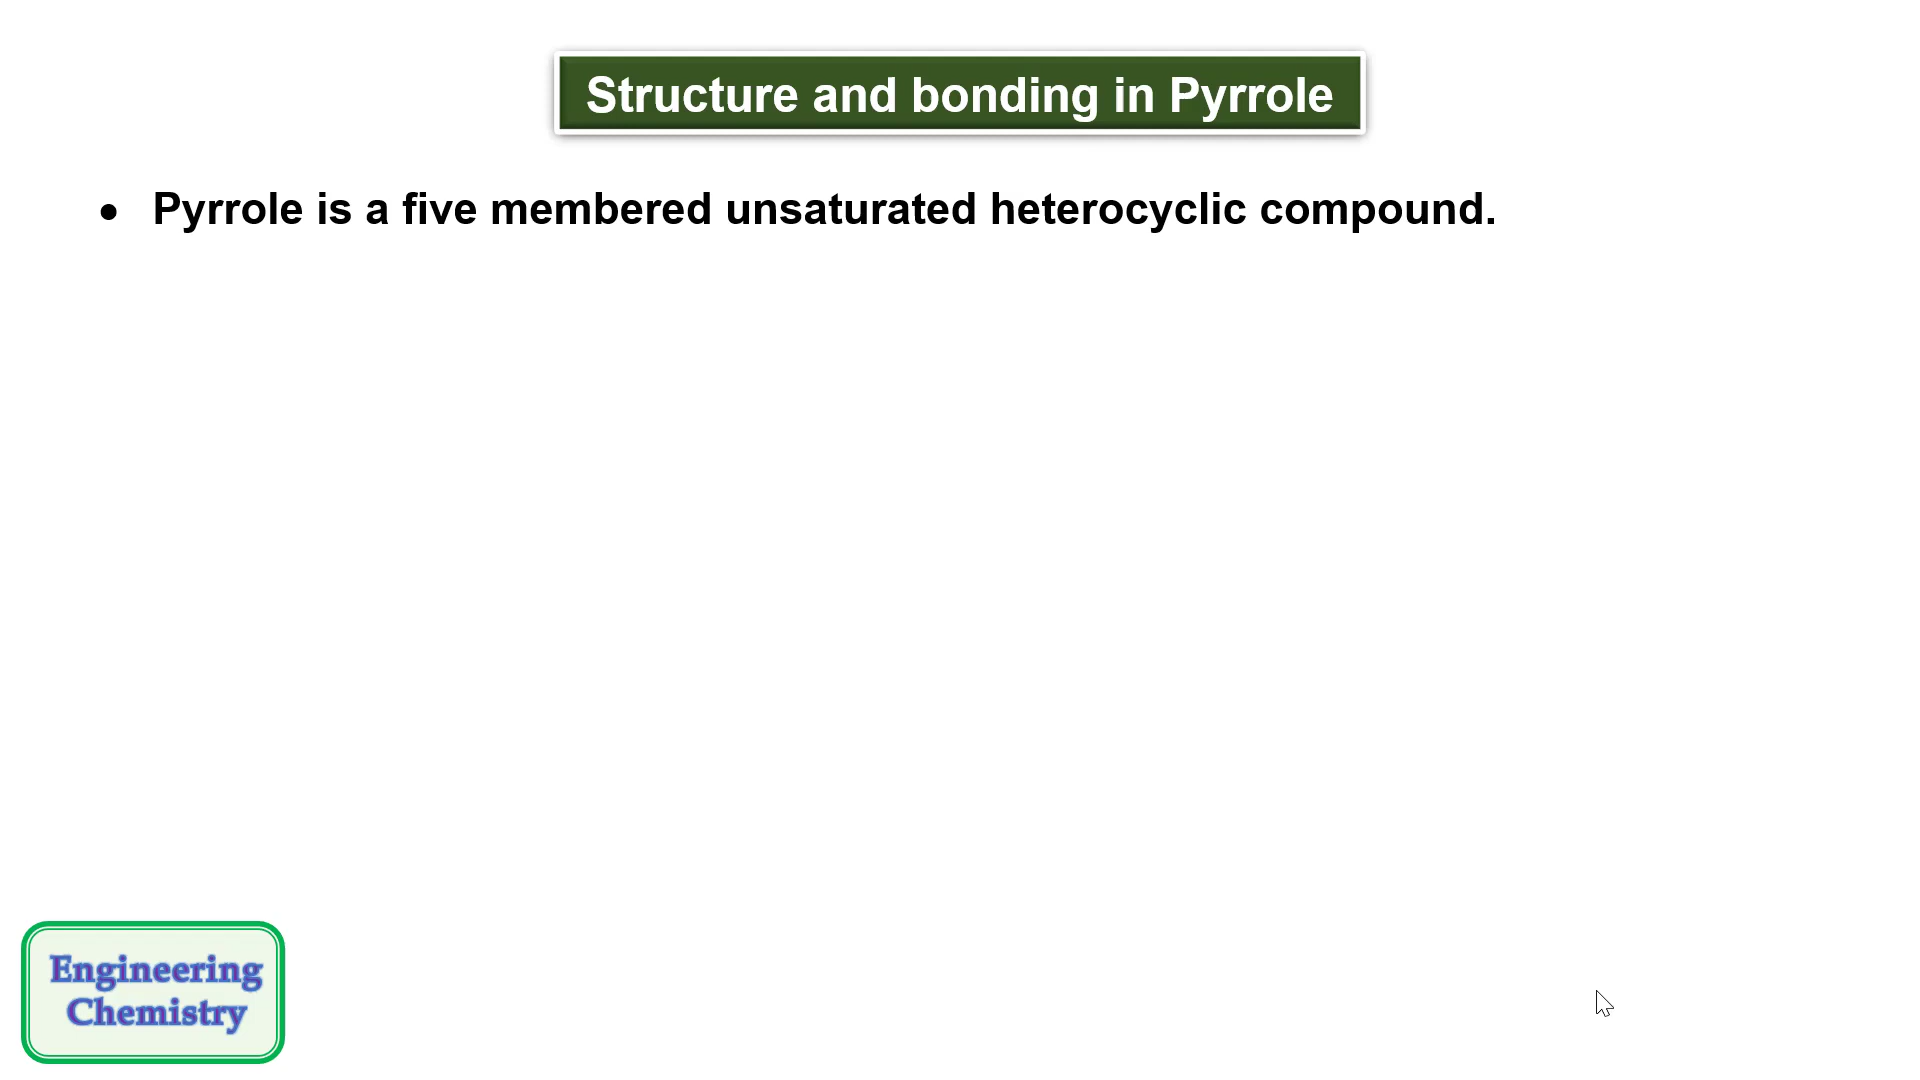 Structure and bonding in Pyrrole
• Pyrrole is a five membered unsaturated heterocyclic compound.
Engineering
Chemistry